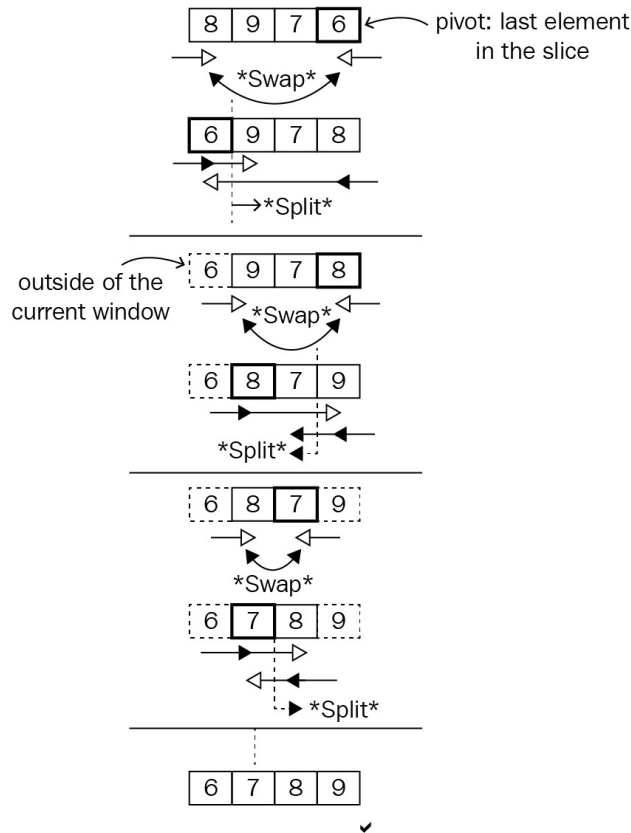 8 9 7 6
pivot: last element
in the slice
*Swap*
6 9 7 8
*Split*
6 9 7 8
outside of the
current window
*Swap*
6 8 7 9
*Split*
6 8 7 9
*Swap*
6 7 8 9
*Split*
6 7 8 9